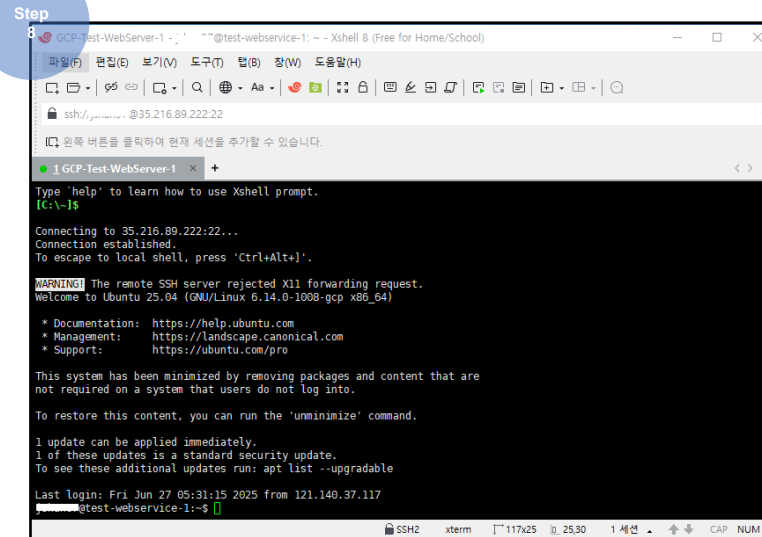 Step
8
GCP-Test-WebServer-1 - @test-webservice-1: ~ - Xshell 8 (Free for Home/School)
파일(F) 편집(E) 보기(V) 도구(T) 탭(B) 창(W) 도움말(H)
ssh:// @35.216.89.222:22
왼쪽 버튼을 클릭하여 현재 세션을 추가할 수 있습니다.
1 GCP-Test-WebServer-1 × +
Type `help' to learn how to use Xshell prompt.
[C:\~]$
Connecting to 35.216.89.222:22...
Connection established.
To escape to local shell, press 'Ctrl+Alt+]'.
WARNING! The remote SSH server rejected X11 forwarding request.
Welcome to Ubuntu 25.04 (GNU/Linux 6.14.0-1008-gcp x86_64)
* Documentation: https://help.ubuntu.com
* Management: https://landscape.canonical.com
* Support: https://ubuntu.com/pro
This system has been minimized by removing packages and content that are
not required on a system that users do not log into.
To restore this content, you can run the 'unminimize' command.
1 update can be applied immediately.
1 of these updates is a standard security update.
To see these additional updates run: apt list --upgradable
Last login: Fri Jun 27 05:31:15 2025 from 121.140.37.117
@test-webservice-1:~$
SSH2 xterm 117x25 25,30 1 세션 CAP NUM